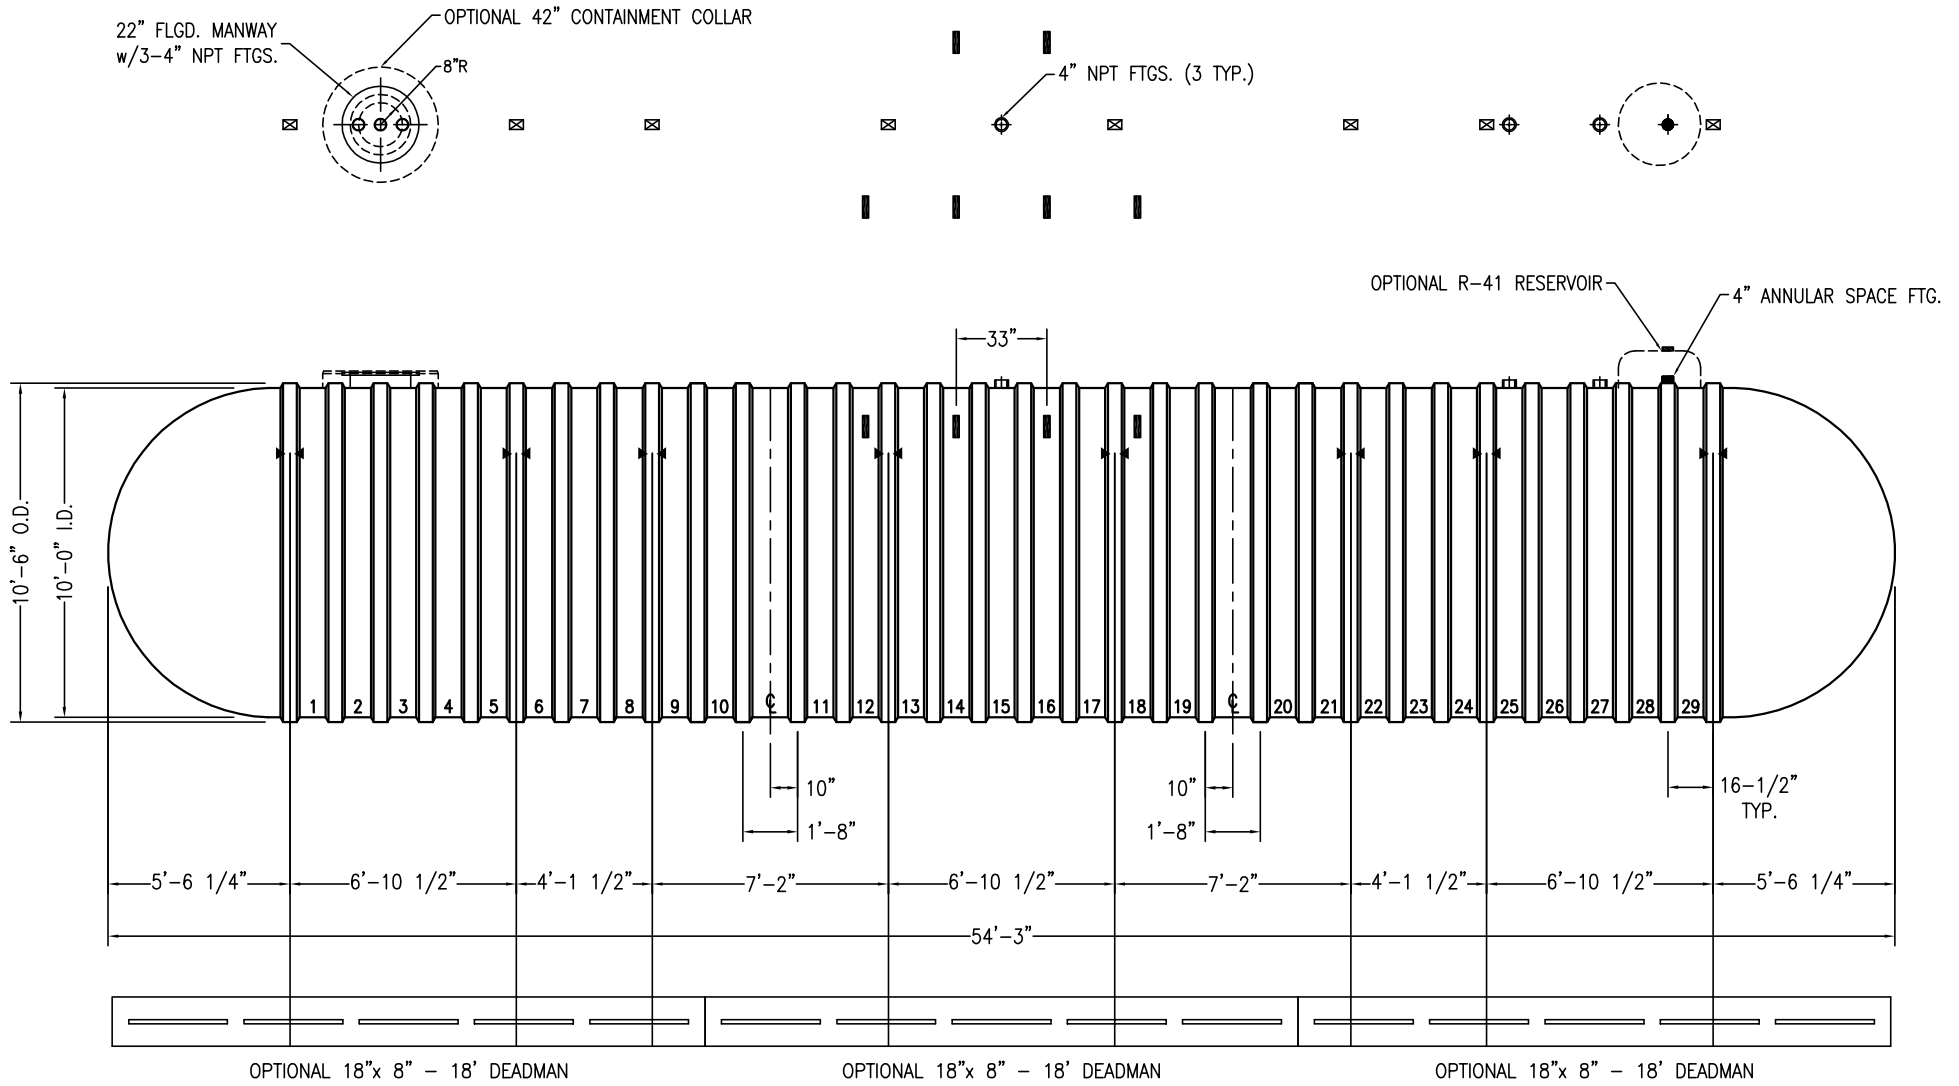 OPTIONAL 42" CONTAINMENT COLLAR
22" FLGD. MANWAY
w/3-4" NPT FTGS.
8"R
4" NPT FTGS. (3 TYP.)
OPTIONAL R-41 RESERVOIR
4" ANNULAR SPACE FTG.
33"
10'-6" O.D.
10'-0" I.D.
1 2 3 4 5 6 7 8 9 10 ℄ 11 12 13 14 15 16 17 18 19 ℄ 20 21 22 23 24 25 26 27 28 29
10" 10" 16-1/2"
TYP.
1'-8" 1'-8"
5'-6 1/4" 6'-10 1/2" 4'-1 1/2" 7'-2" 6'-10 1/2" 7'-2" 4'-1 1/2" 6'-10 1/2" 5'-6 1/4"
54'-3"
OPTIONAL 18"x 8" - 18' DEADMAN OPTIONAL 18"x 8" - 18' DEADMAN OPTIONAL 18"x 8" - 18' DEADMAN